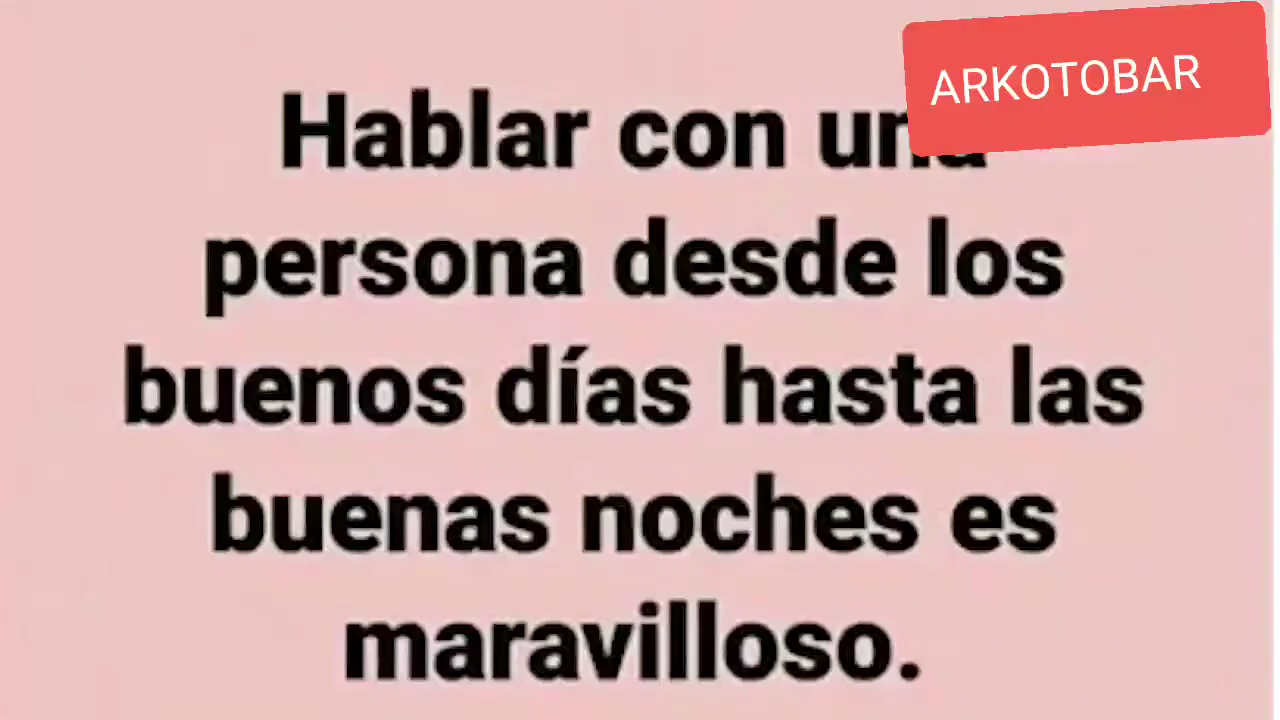 ARKOTOBAR
Hablar con una
persona desde los
buenos días hasta las
buenas noches es
maravilloso.